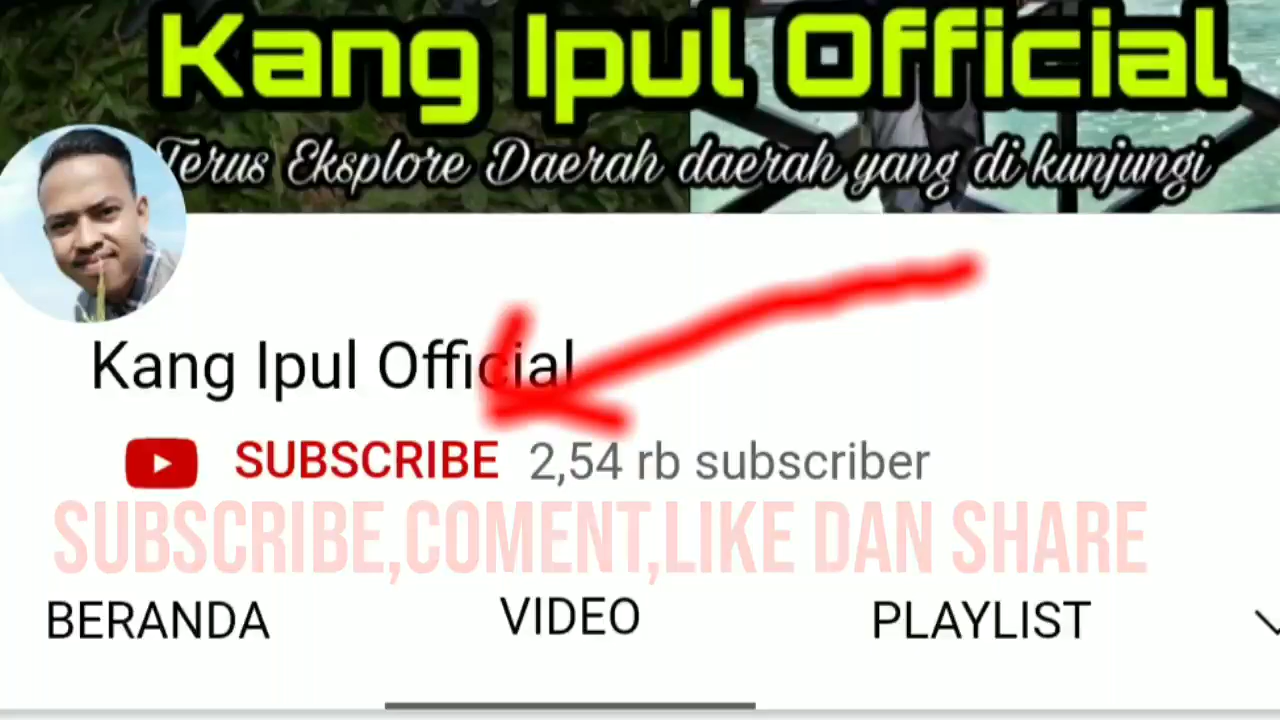 Kang Ipul Official
Terus Eksplore Daerah daerah yang di kunjungi
Kang Ipul Official
SUBSCRIBE 2,54 rb subscriber
SUBSCRIBE,COMENT,LIKE DAN SHARE
BERANDA VIDEO PLAYLIST